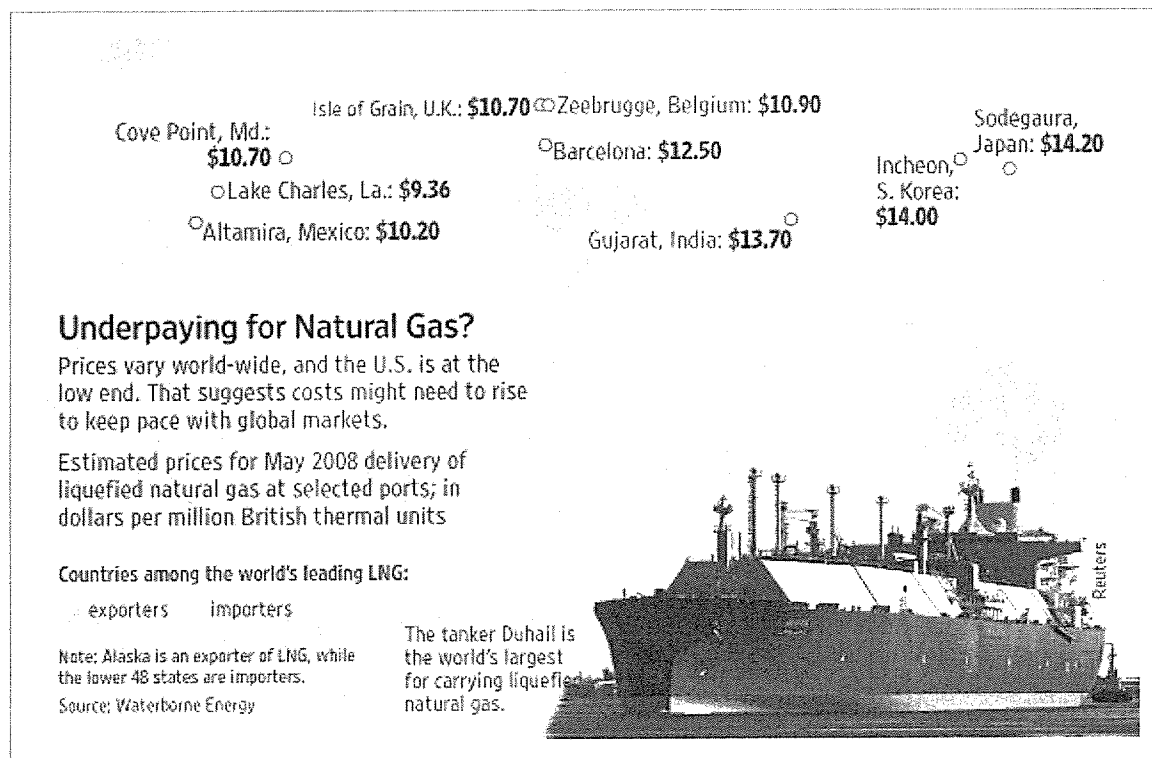 Isle of Grain, U.K.: $10.70 Zeebrugge, Belgium: $10.90
Cove Point, Md.:
$10.70
Barcelona: $12.50
Sodegaura,
Japan: $14.20
Incheon,
S. Korea:
$14.00
Lake Charles, La.: $9.36
Altamira, Mexico: $10.20
Gujarat, India: $13.70
Underpaying for Natural Gas?
Prices vary world-wide, and the U.S. is at the
low end. That suggests costs might need to rise
to keep pace with global markets.
Estimated prices for May 2008 delivery of
liquefied natural gas at selected ports; in
dollars per million British thermal units
Countries among the world's leading LNG:
exporters importers
Note: Alaska is an exporter of LNG, while
the lower 48 states are importers.
Source: Waterborne Energy
The tanker Duhail is
the world's largest
for carrying liquefied
natural gas.
Reuters